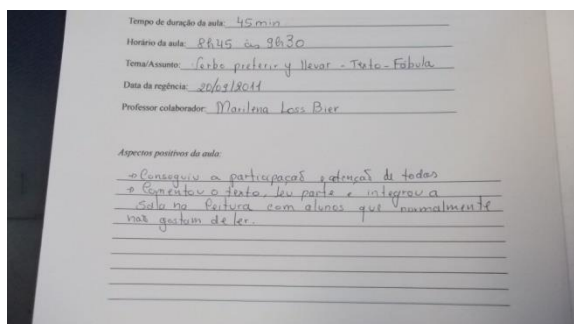 Tempo de duração da aula: 45 min.
Horário da aula: 8h45 às 9h30
Tema/Assunto: Verbo preferir y llevar - Texto - Fábula
Data da regência: 20/09/2011
Professor colaborador: Marilena Loss Bier
Aspectos positivos da aula:
→ Conseguiu a participação e atenção de todas
→ Comentou o texto, leu parte e integrou a
sala na leitura com alunos que normalmente
não gostam de ler.